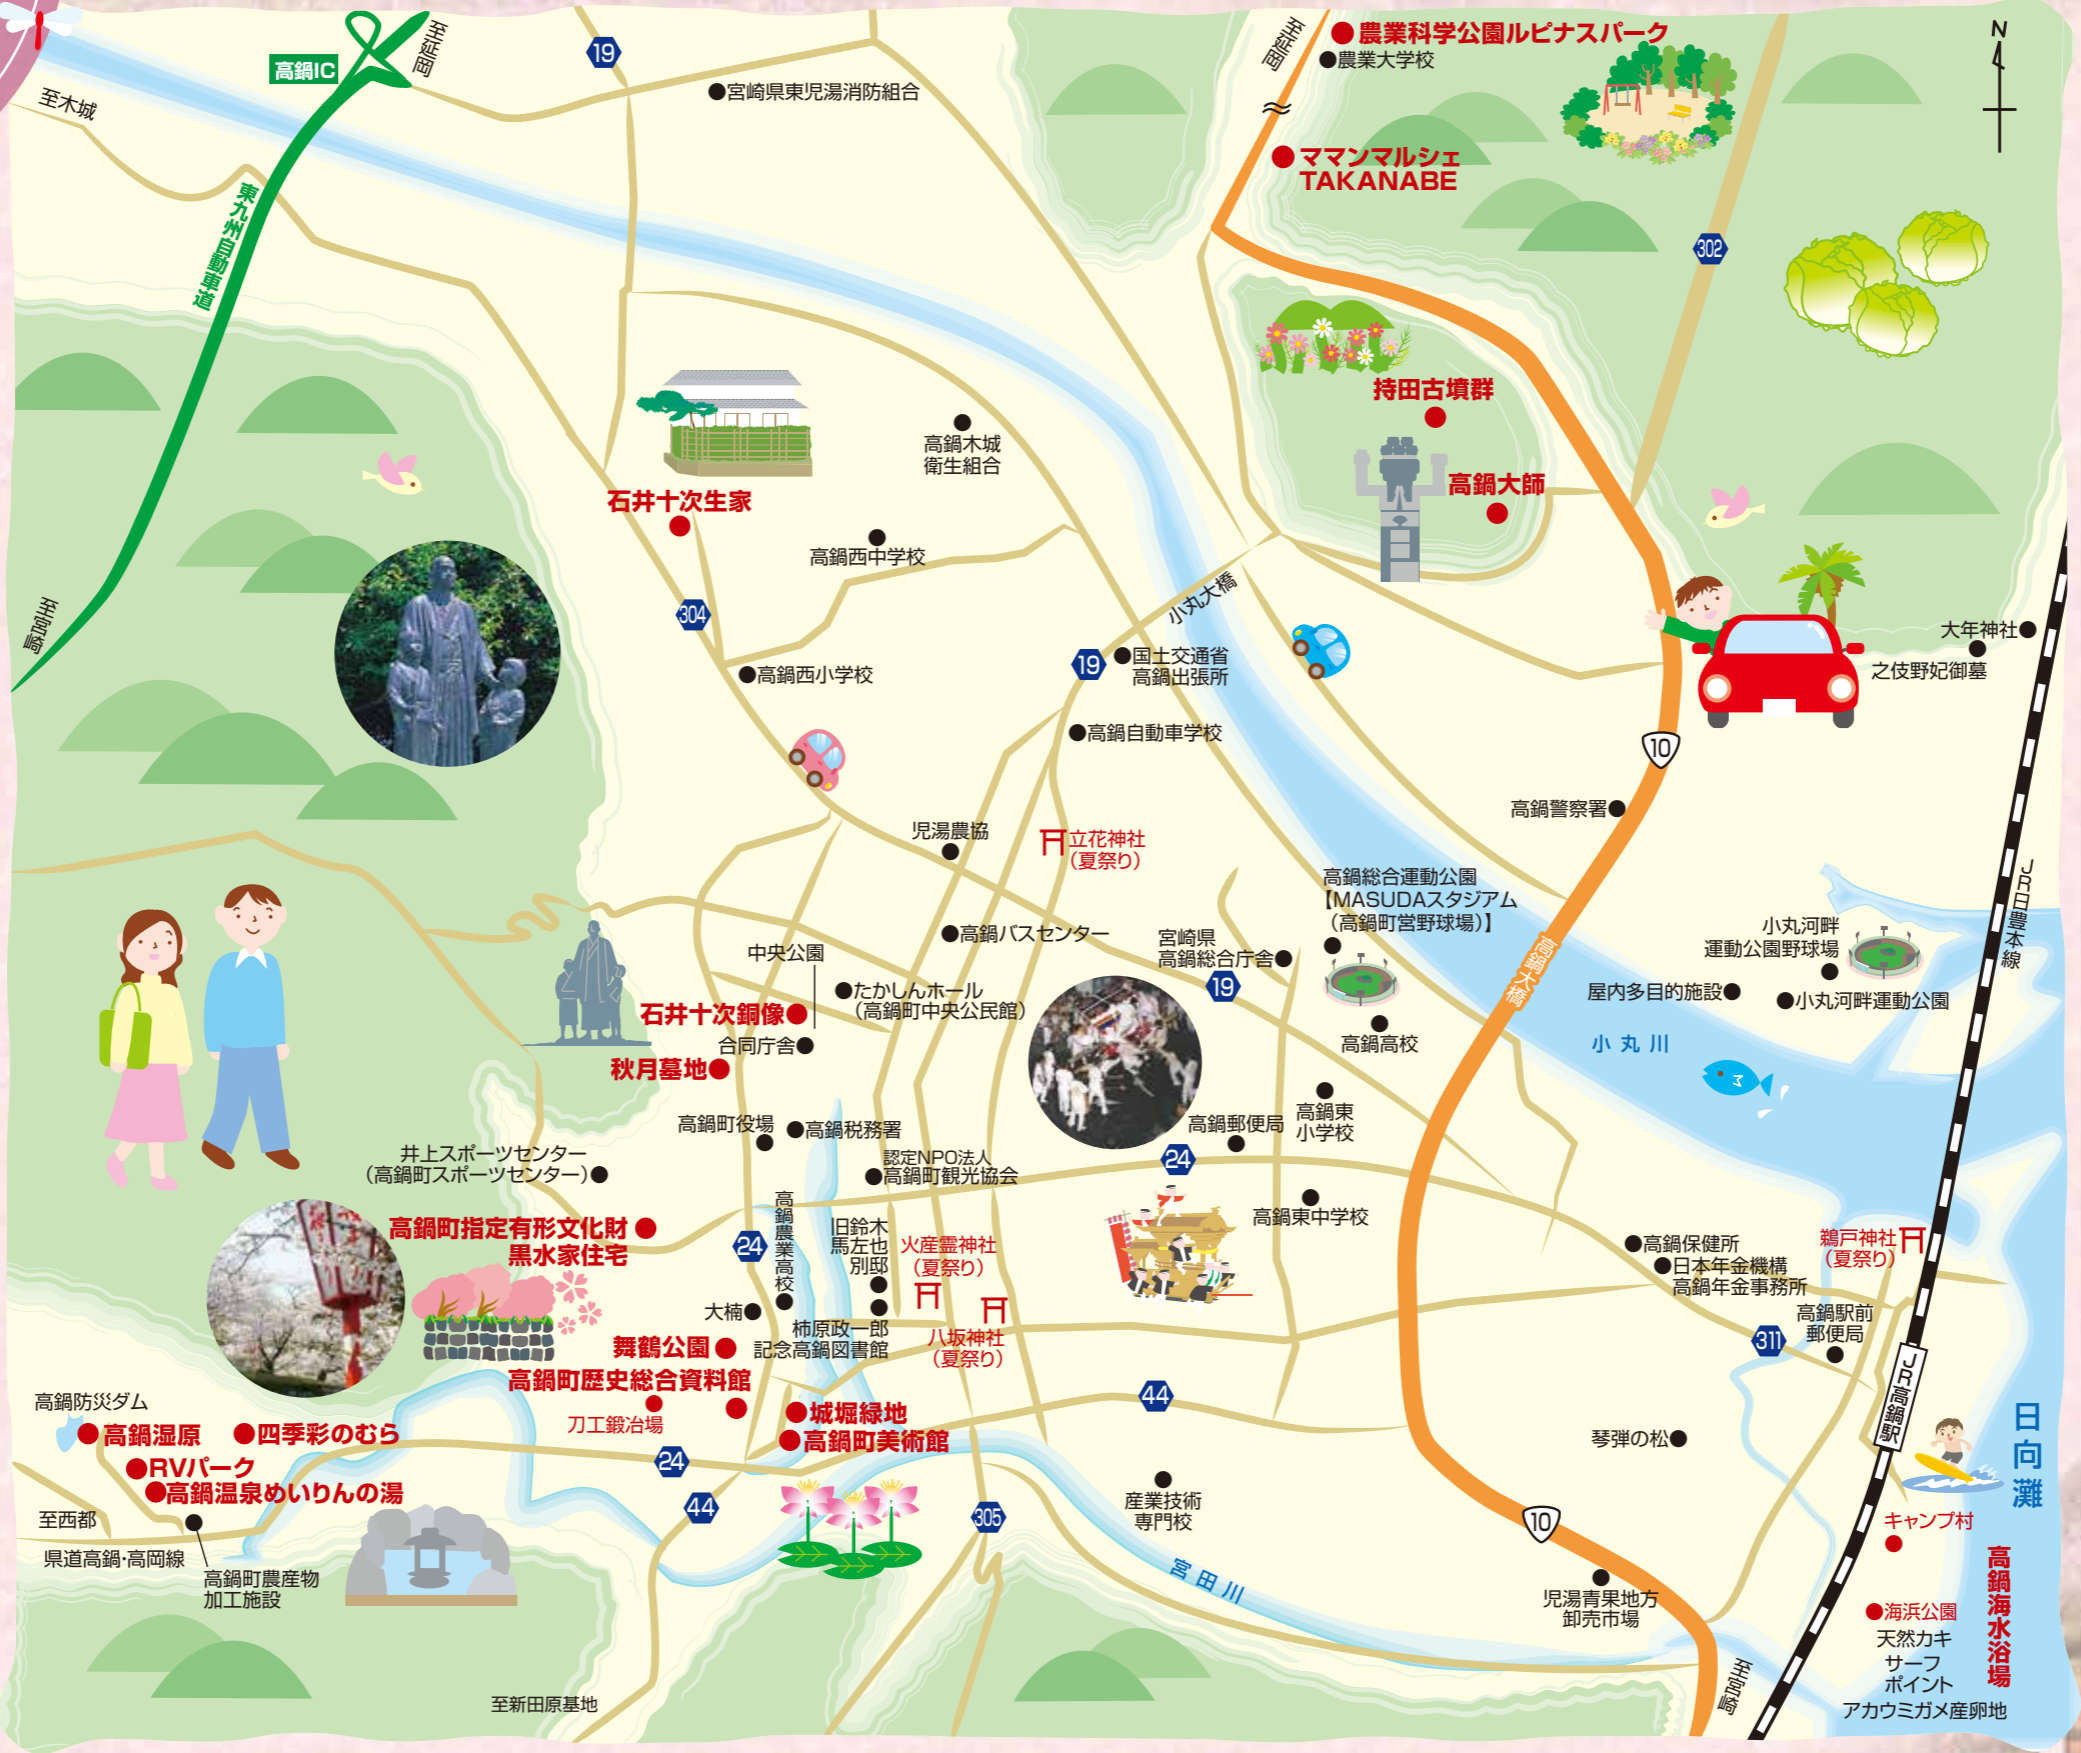 高鍋IC
至延岡
19
宮崎県東児湯消防組合
至木城
東九州自動車道
至宮崎
至延岡
農業科学公園ルピナスパーク
農業大学校
ママンマルシェ
TAKANABE
302
N
持田古墳群
高鍋大師
石井十次生家
高鍋木城
衛生組合
高鍋西中学校
304
高鍋西小学校
小丸大橋
19
国土交通省
高鍋出張所
高鍋自動車学校
大年神社
之伎野妃御墓
10
高鍋警察署
児湯農協
立花神社
(夏祭り)
高鍋バスセンター
高鍋総合運動公園
【MASUDAスタジアム
(高鍋町営野球場)】
宮崎県
高鍋総合庁舎
19
高鍋大橋
JR日豊本線
小丸河畔
運動公園野球場
屋内多目的施設
小丸河畔運動公園
小丸川
中央公園
たかしんホール
(高鍋町中央公民館)
石井十次銅像
合同庁舎
秋月墓地
高鍋高校
高鍋東
小学校
高鍋郵便局
24
高鍋東中学校
高鍋町役場
高鍋税務署
認定NPO法人
高鍋町観光協会
井上スポーツセンター
(高鍋町スポーツセンター)
高鍋町指定有形文化財
黒水家住宅
24
高鍋農業高校
旧鈴木
馬左也
別邸
火産霊神社
(夏祭り)
大楠
柿原政一郎
記念高鍋図書館
八坂神社
(夏祭り)
舞鶴公園
高鍋町歴史総合資料館
刀工鍛冶場
城堀緑地
高鍋町美術館
高鍋保健所
日本年金機構
高鍋年金事務所
鵜戸神社
(夏祭り)
高鍋駅前
郵便局
311
JR高鍋駅
44
琴弾の松
日向灘
高鍋防災ダム
高鍋湿原
四季彩のむら
RVパーク
高鍋温泉めいりんの湯
至西都
県道高鍋・高岡線
高鍋町農産物
加工施設
24
44
305
産業技術
専門校
宮田川
10
児湯青果地方
卸売市場
キャンプ村
海浜公園
天然カキ
サーフ
ポイント
アカウミガメ産卵地
高鍋海水浴場
至宮崎
至新田原基地